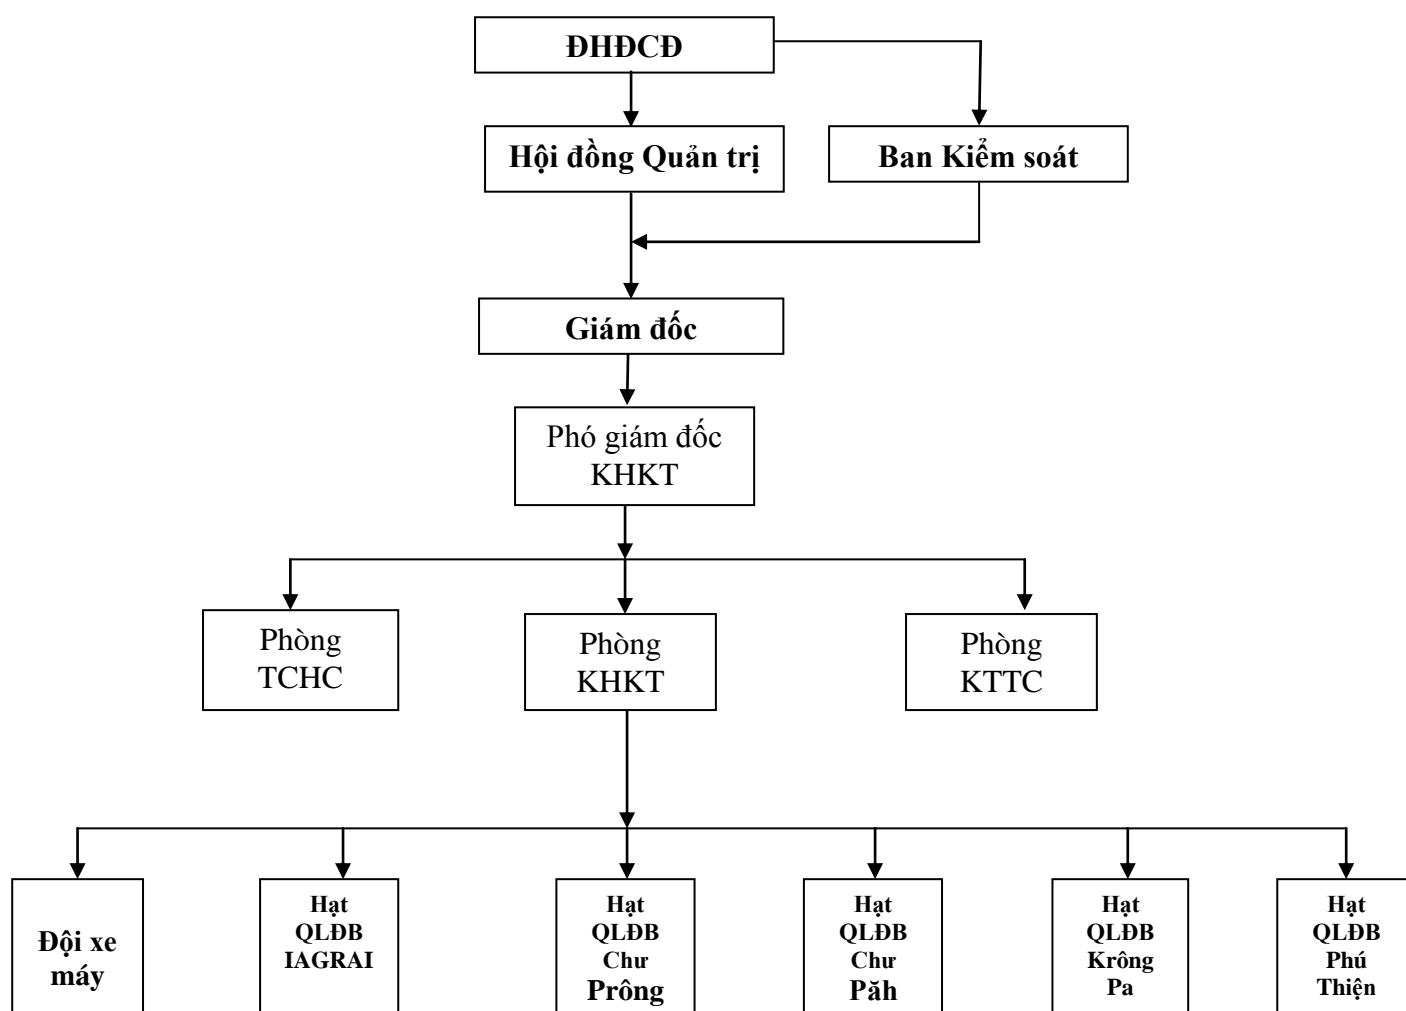 ĐHĐCĐ
Hội đồng Quản trị
Ban Kiểm soát
Giám đốc
Phó giám đốc
KHKT
Phòng
TCHC
Phòng
KHKT
Phòng
KTTC
Đội xe
máy
Hạt
QLĐB
IAGRAI
Hạt
QLĐB
Chư
Prông
Hạt
QLĐB
Chư
Păh
Hạt
QLĐB
Krông
Pa
Hạt
QLĐB
Phú
Thiện